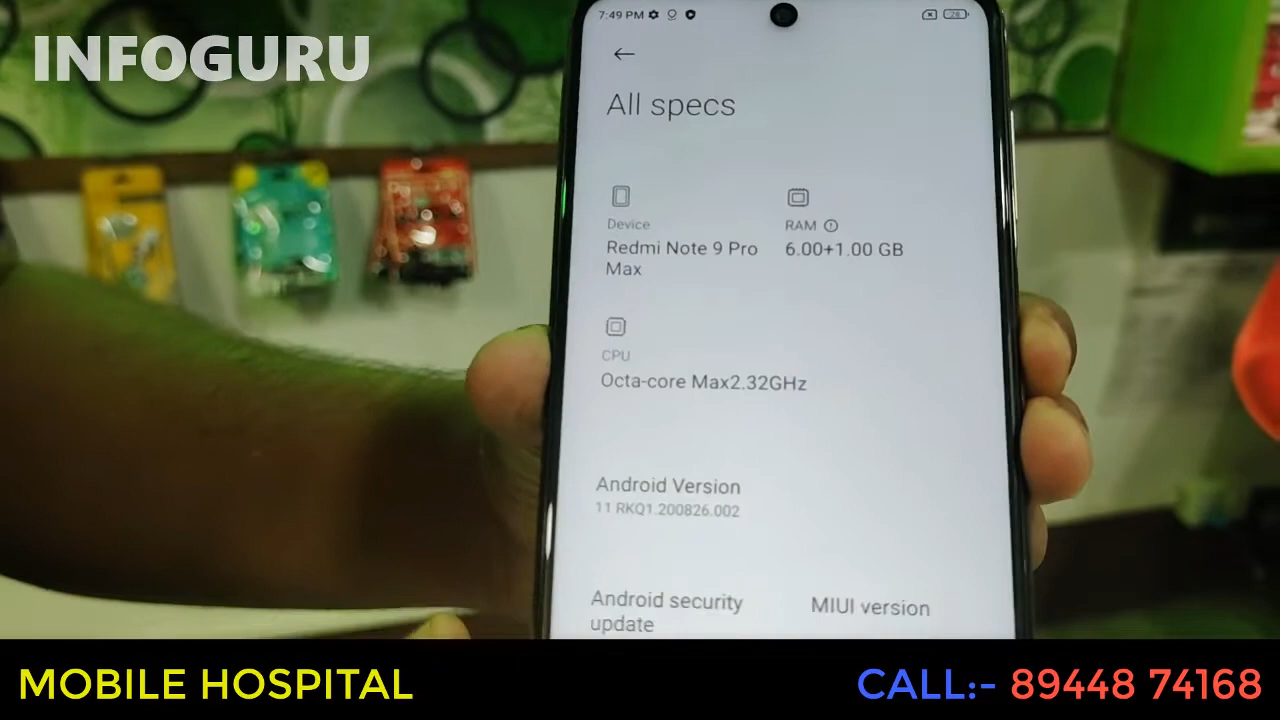 INFOGURU
7:49 PM
28
All specs
Device
Redmi Note 9 Pro
Max
RAM
6.00+1.00 GB
CPU
Octa-core Max2.32GHz
Android Version
11 RKQ1.200826.002
Android security
update
MIUI version
MOBILE HOSPITAL
CALL:- 89448 74168